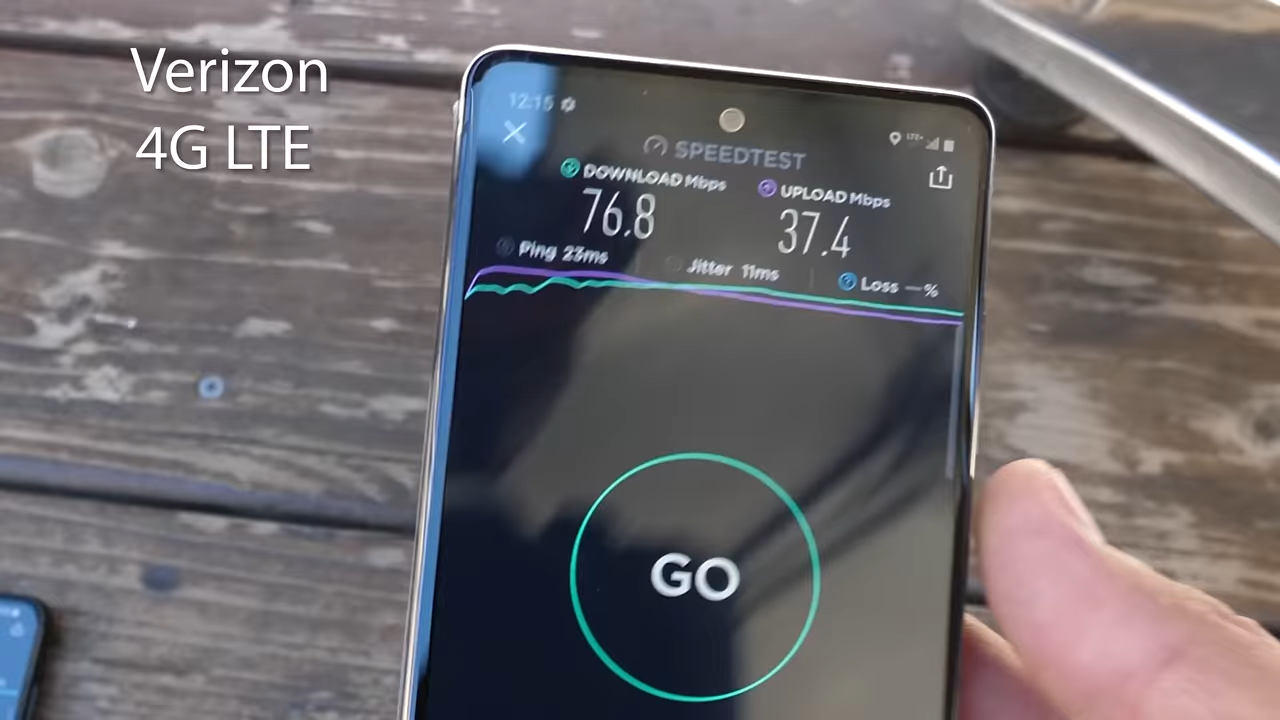 Verizon
4G LTE
12:15
LTE+
SPEEDTEST
DOWNLOAD Mbps
UPLOAD Mbps
76.8
37.4
Ping 23ms
Jitter 11ms
Loss —%
GO